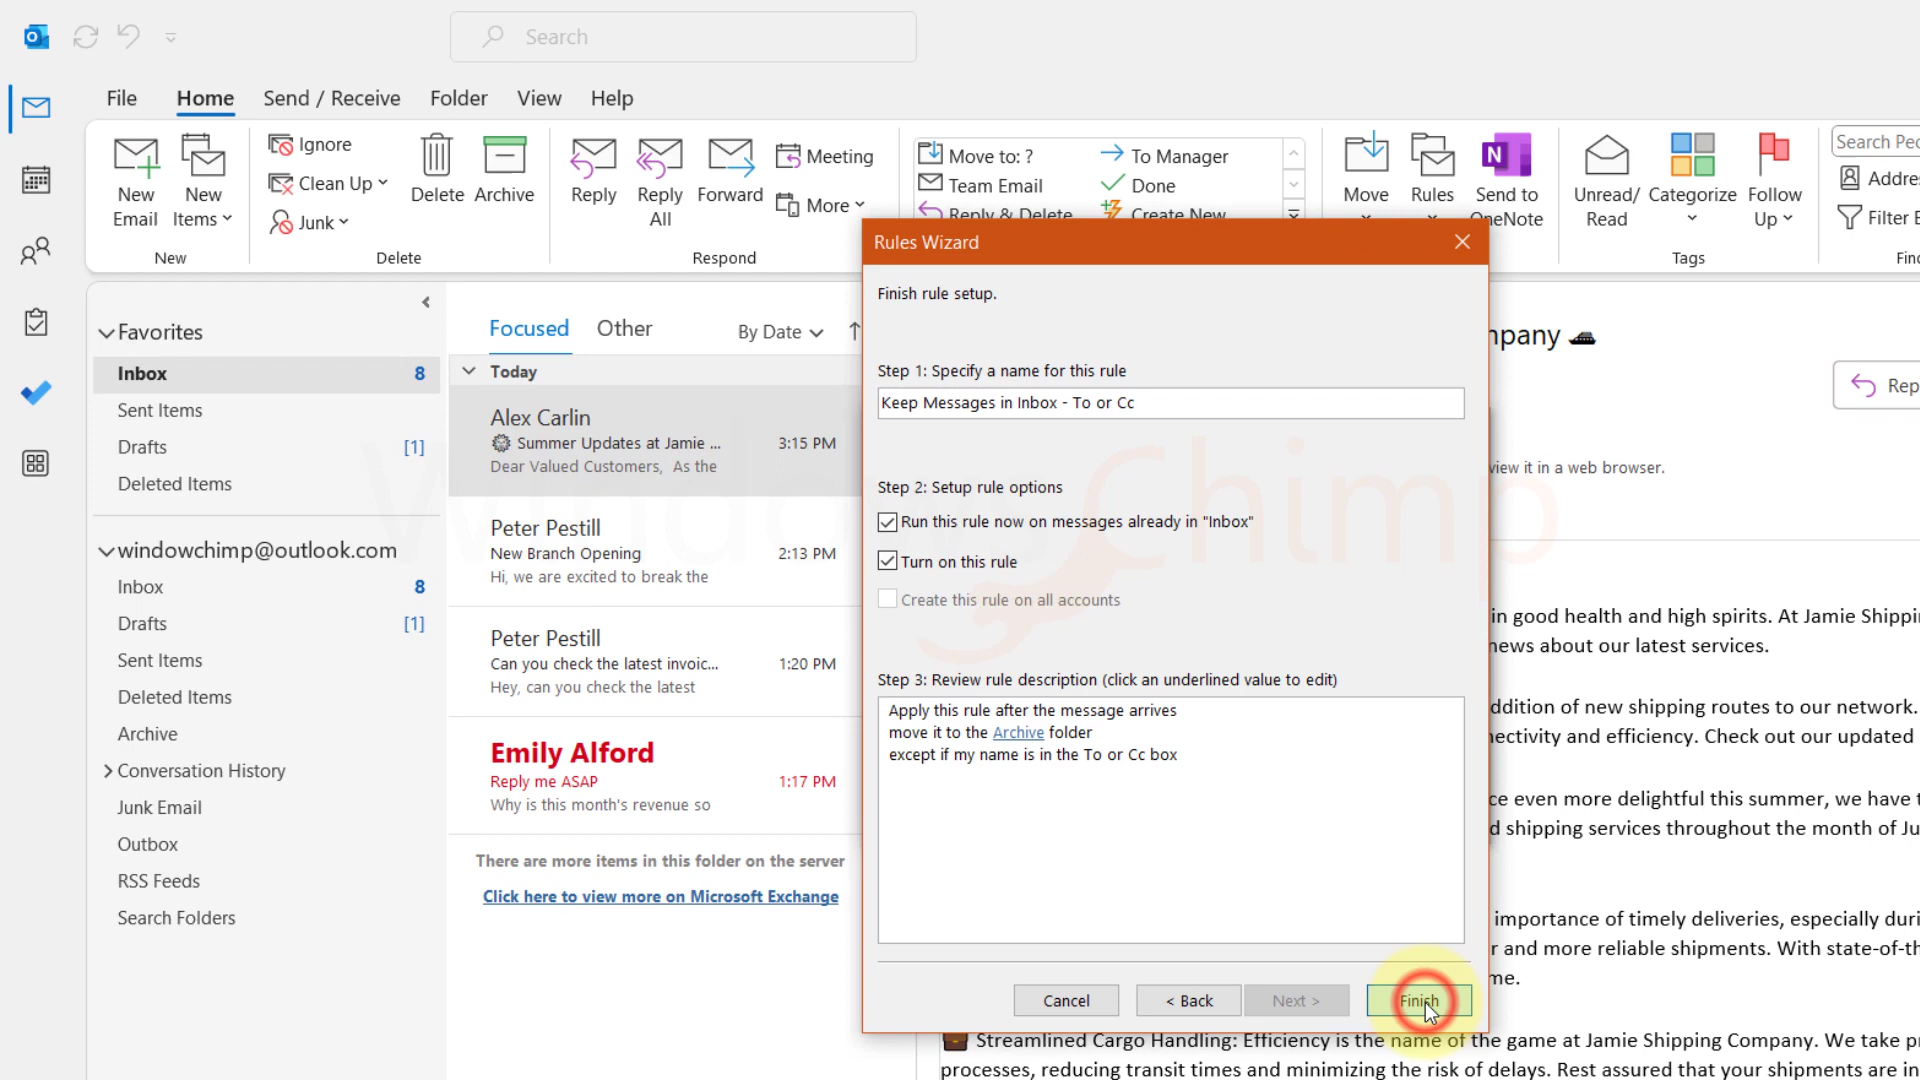 Search
File Home Send / Receive Folder View Help
New Email
New Items
New
Ignore
Clean Up
Junk
Delete
Archive
Delete
Reply
Reply All
Forward
Meeting
More
Respond
Move to: ?
Team Email
Reply & Delete
To Manager
Done
Create New
Move
Rules
Send to OneNote
Unread/ Read
Categorize
Follow Up
Tags
Search Peo
Addre
Filter E
Find
Favorites
Inbox 8
Sent Items
Drafts [1]
Deleted Items
windowchimp@outlook.com
Inbox 8
Drafts [1]
Sent Items
Deleted Items
Archive
Conversation History
Junk Email
Outbox
RSS Feeds
Search Folders
Focused Other By Date
Today
Alex Carlin
Summer Updates at Jamie ... 3:15 PM
Dear Valued Customers, As the
Peter Pestill
New Branch Opening 2:13 PM
Hi, we are excited to break the
Peter Pestill
Can you check the latest invoic... 1:20 PM
Hey, can you check the latest
Emily Alford
Reply me ASAP 1:17 PM
Why is this month's revenue so
There are more items in this folder on the server
Click here to view more on Microsoft Exchange
Rules Wizard
Finish rule setup.
Step 1: Specify a name for this rule
Keep Messages in Inbox - To or Cc
Step 2: Setup rule options
Run this rule now on messages already in "Inbox"
Turn on this rule
Create this rule on all accounts
Step 3: Review rule description (click an underlined value to edit)
Apply this rule after the message arrives
move it to the Archive folder
except if my name is in the To or Cc box
Cancel < Back Next > Finish
mpany
Rep
view it in a web browser.
in good health and high spirits. At Jamie Shippi
news about our latest services.
ddition of new shipping routes to our network.
nectivity and efficiency. Check out our updated
ce even more delightful this summer, we have t
d shipping services throughout the month of Ju
importance of timely deliveries, especially duri
r and more reliable shipments. With state-of-th
me.
Streamlined Cargo Handling: Efficiency is the name of the game at Jamie Shipping Company. We take pr
processes, reducing transit times and minimizing the risk of delays. Rest assured that your shipments are in
Windows Chimp